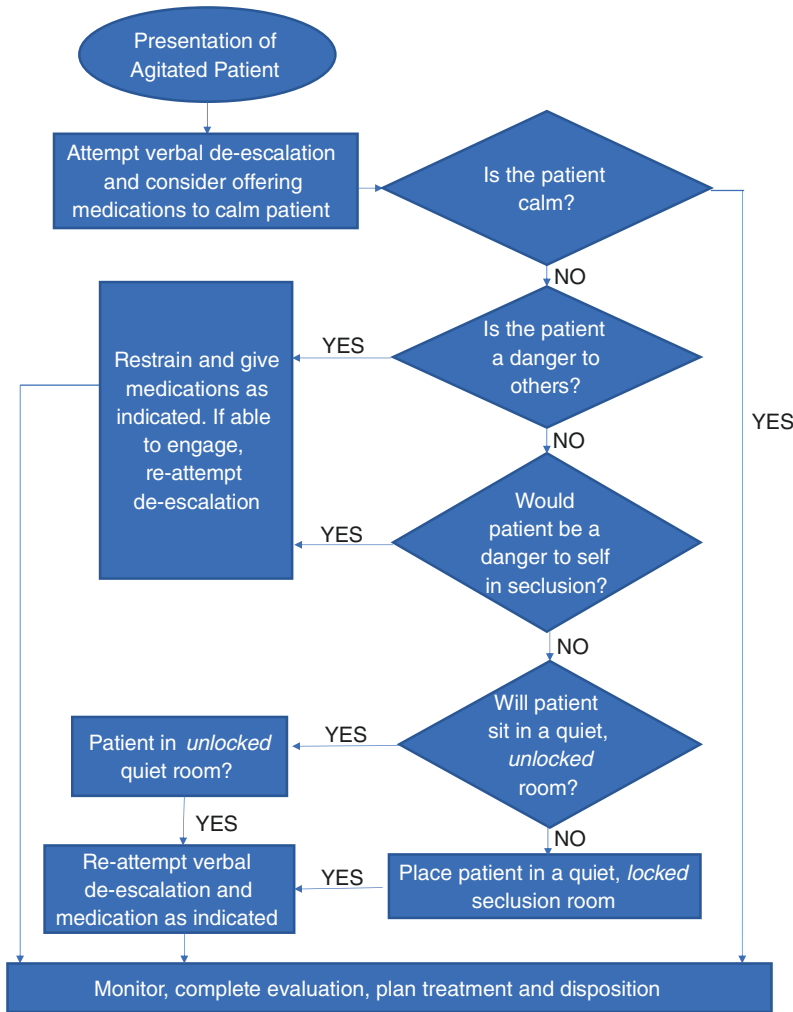 Presentation of
Agitated Patient
Attempt verbal de-escalation
and consider offering
medications to calm patient
Is the patient
calm?
NO
YES
Is the patient
a danger to
others?
YES
Restrain and give
medications as
indicated. If able
to engage,
re-attempt
de-escalation
NO
Would
patient be a
danger to self
in seclusion?
YES
NO
Will patient
sit in a quiet,
unlocked
room?
YES
Patient in unlocked
quiet room?
YES
NO
Place patient in a quiet, locked
seclusion room
YES
Re-attempt verbal
de-escalation and
medication as indicated
Monitor, complete evaluation, plan treatment and disposition